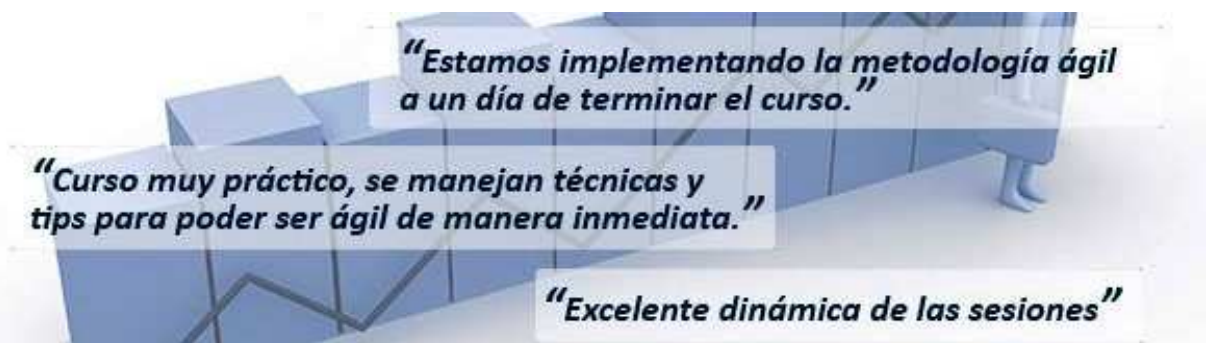 “Estamos implementando la metodología ágil
a un día de terminar el curso.”
“Curso muy práctico, se manejan técnicas y
tips para poder ser ágil de manera inmediata.”
“Excelente dinámica de las sesiones”